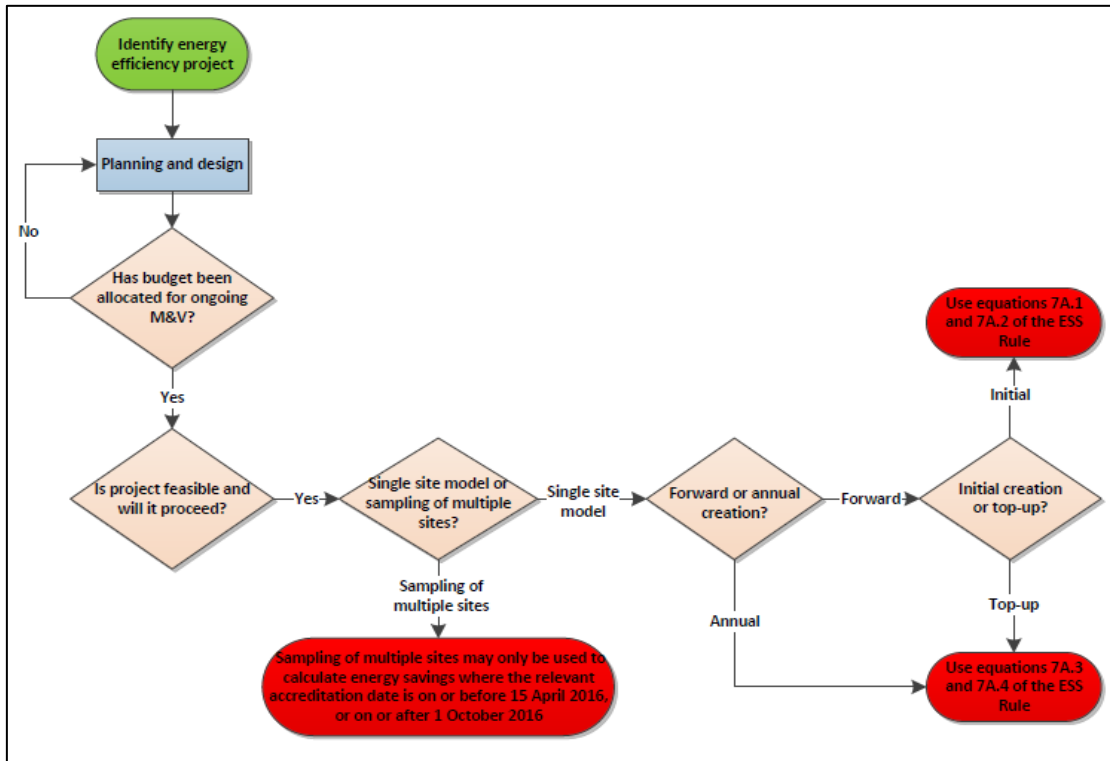 Identify energy
efficiency project
Planning and design
No
Has budget been
allocated for ongoing
M&V?
Yes
Is project feasible and
will it proceed?
Yes
Single site model or
sampling of multiple
sites?
Single site
model
Forward or annual
creation?
Forward
Initial creation
or top-up?
Initial
Use equations 7A.1
and 7A.2 of the ESS
Rule
Sampling of
multiple sites
Sampling of multiple sites may only be used to
calculate energy savings where the relevant
accreditation date is on or before 15 April 2016,
or on or after 1 October 2016
Annual
Top-up
Use equations 7A.3
and 7A.4 of the ESS
Rule